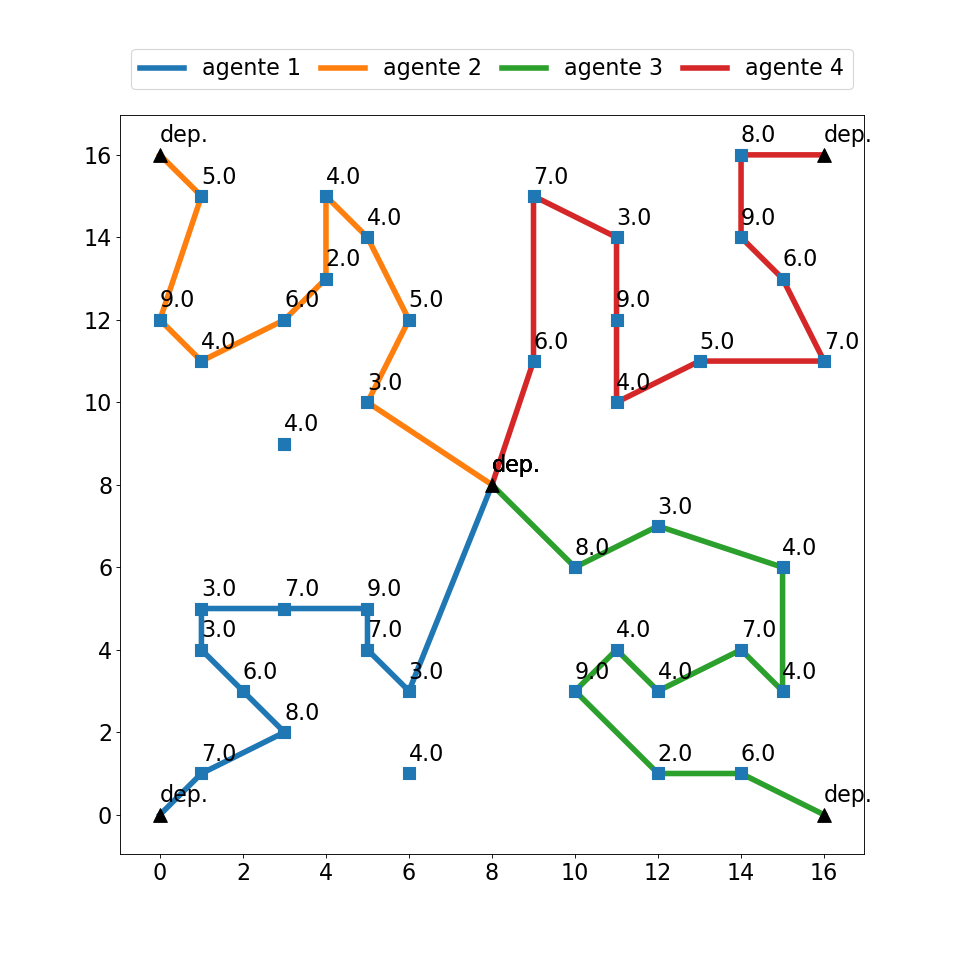 agente 1 agente 2 agente 3 agente 4
dep. 8.0 dep.
16
5.0 4.0 7.0
4.0 3.0 9.0
14
2.0 6.0
9.0 6.0 5.0 9.0
12
4.0 6.0 5.0 7.0
3.0 4.0
10
4.0
dep. dep.
8
3.0
8.0 4.0
6
3.0 7.0 9.0
3.0 7.0 4.0 7.0
4
6.0 3.0 9.0 4.0 4.0
8.0
2
7.0 4.0 2.0 6.0
dep. dep.
0
0 2 4 6 8 10 12 14 16